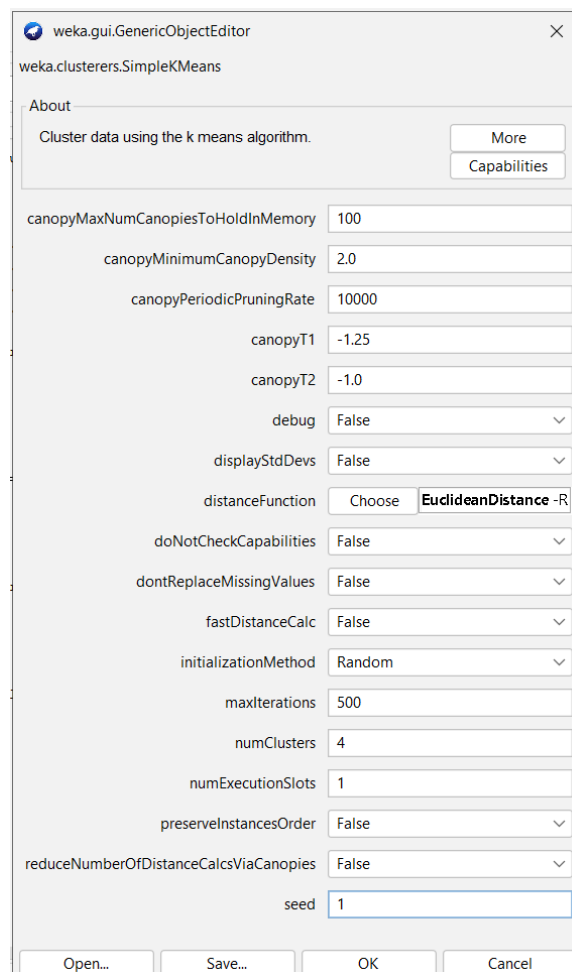 weka.gui.GenericObjectEditor
weka.clusterers.SimpleKMeans
About
Cluster data using the k means algorithm.
More
Capabilities
canopyMaxNumCanopiesToHoldInMemory 100
canopyMinimumCanopyDensity 2.0
canopyPeriodicPruningRate 10000
canopyT1 -1.25
canopyT2 -1.0
debug False
displayStdDevs False
distanceFunction Choose EuclideanDistance -R
doNotCheckCapabilities False
dontReplaceMissingValues False
fastDistanceCalc False
initializationMethod Random
maxIterations 500
numClusters 4
numExecutionSlots 1
preserveInstancesOrder False
reduceNumberOfDistanceCalcsViaCanopies False
seed 1
Open... Save... OK Cancel